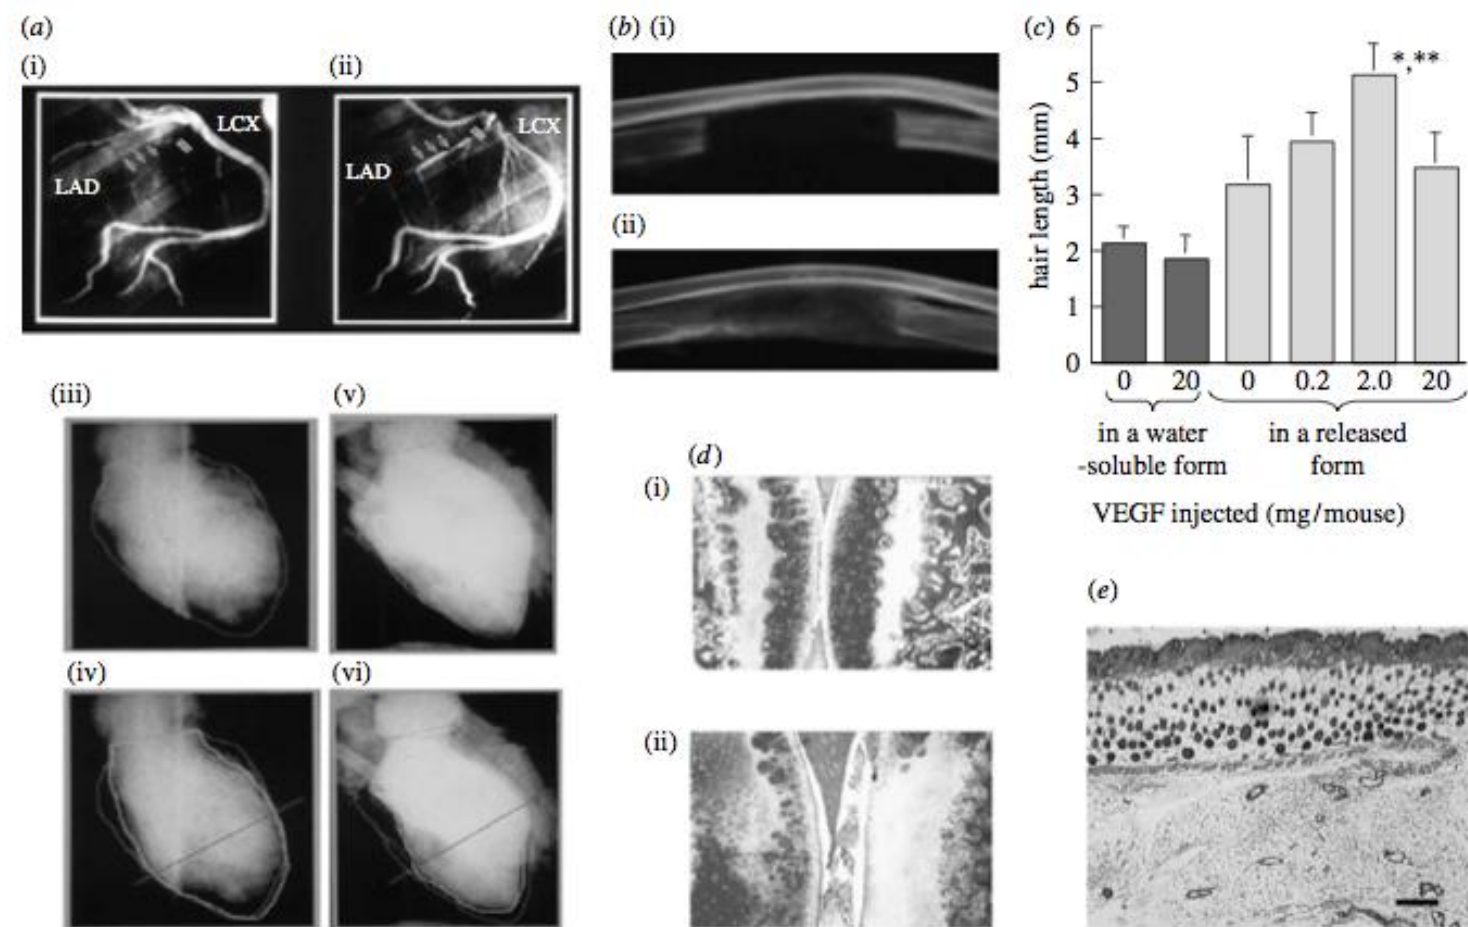 (a)
(i)
(ii)
LCX
LAD
LCX
LAD
(iii)
(v)
(iv)
(vi)
(b) (i)
(ii)
(c)
6
5
4
3
2
1
0
hair length (mm)
*,**
0 20 0 0.2 2.0 20
in a water
-soluble form
in a released
form
VEGF injected (mg/mouse)
(d)
(i)
(ii)
(e)